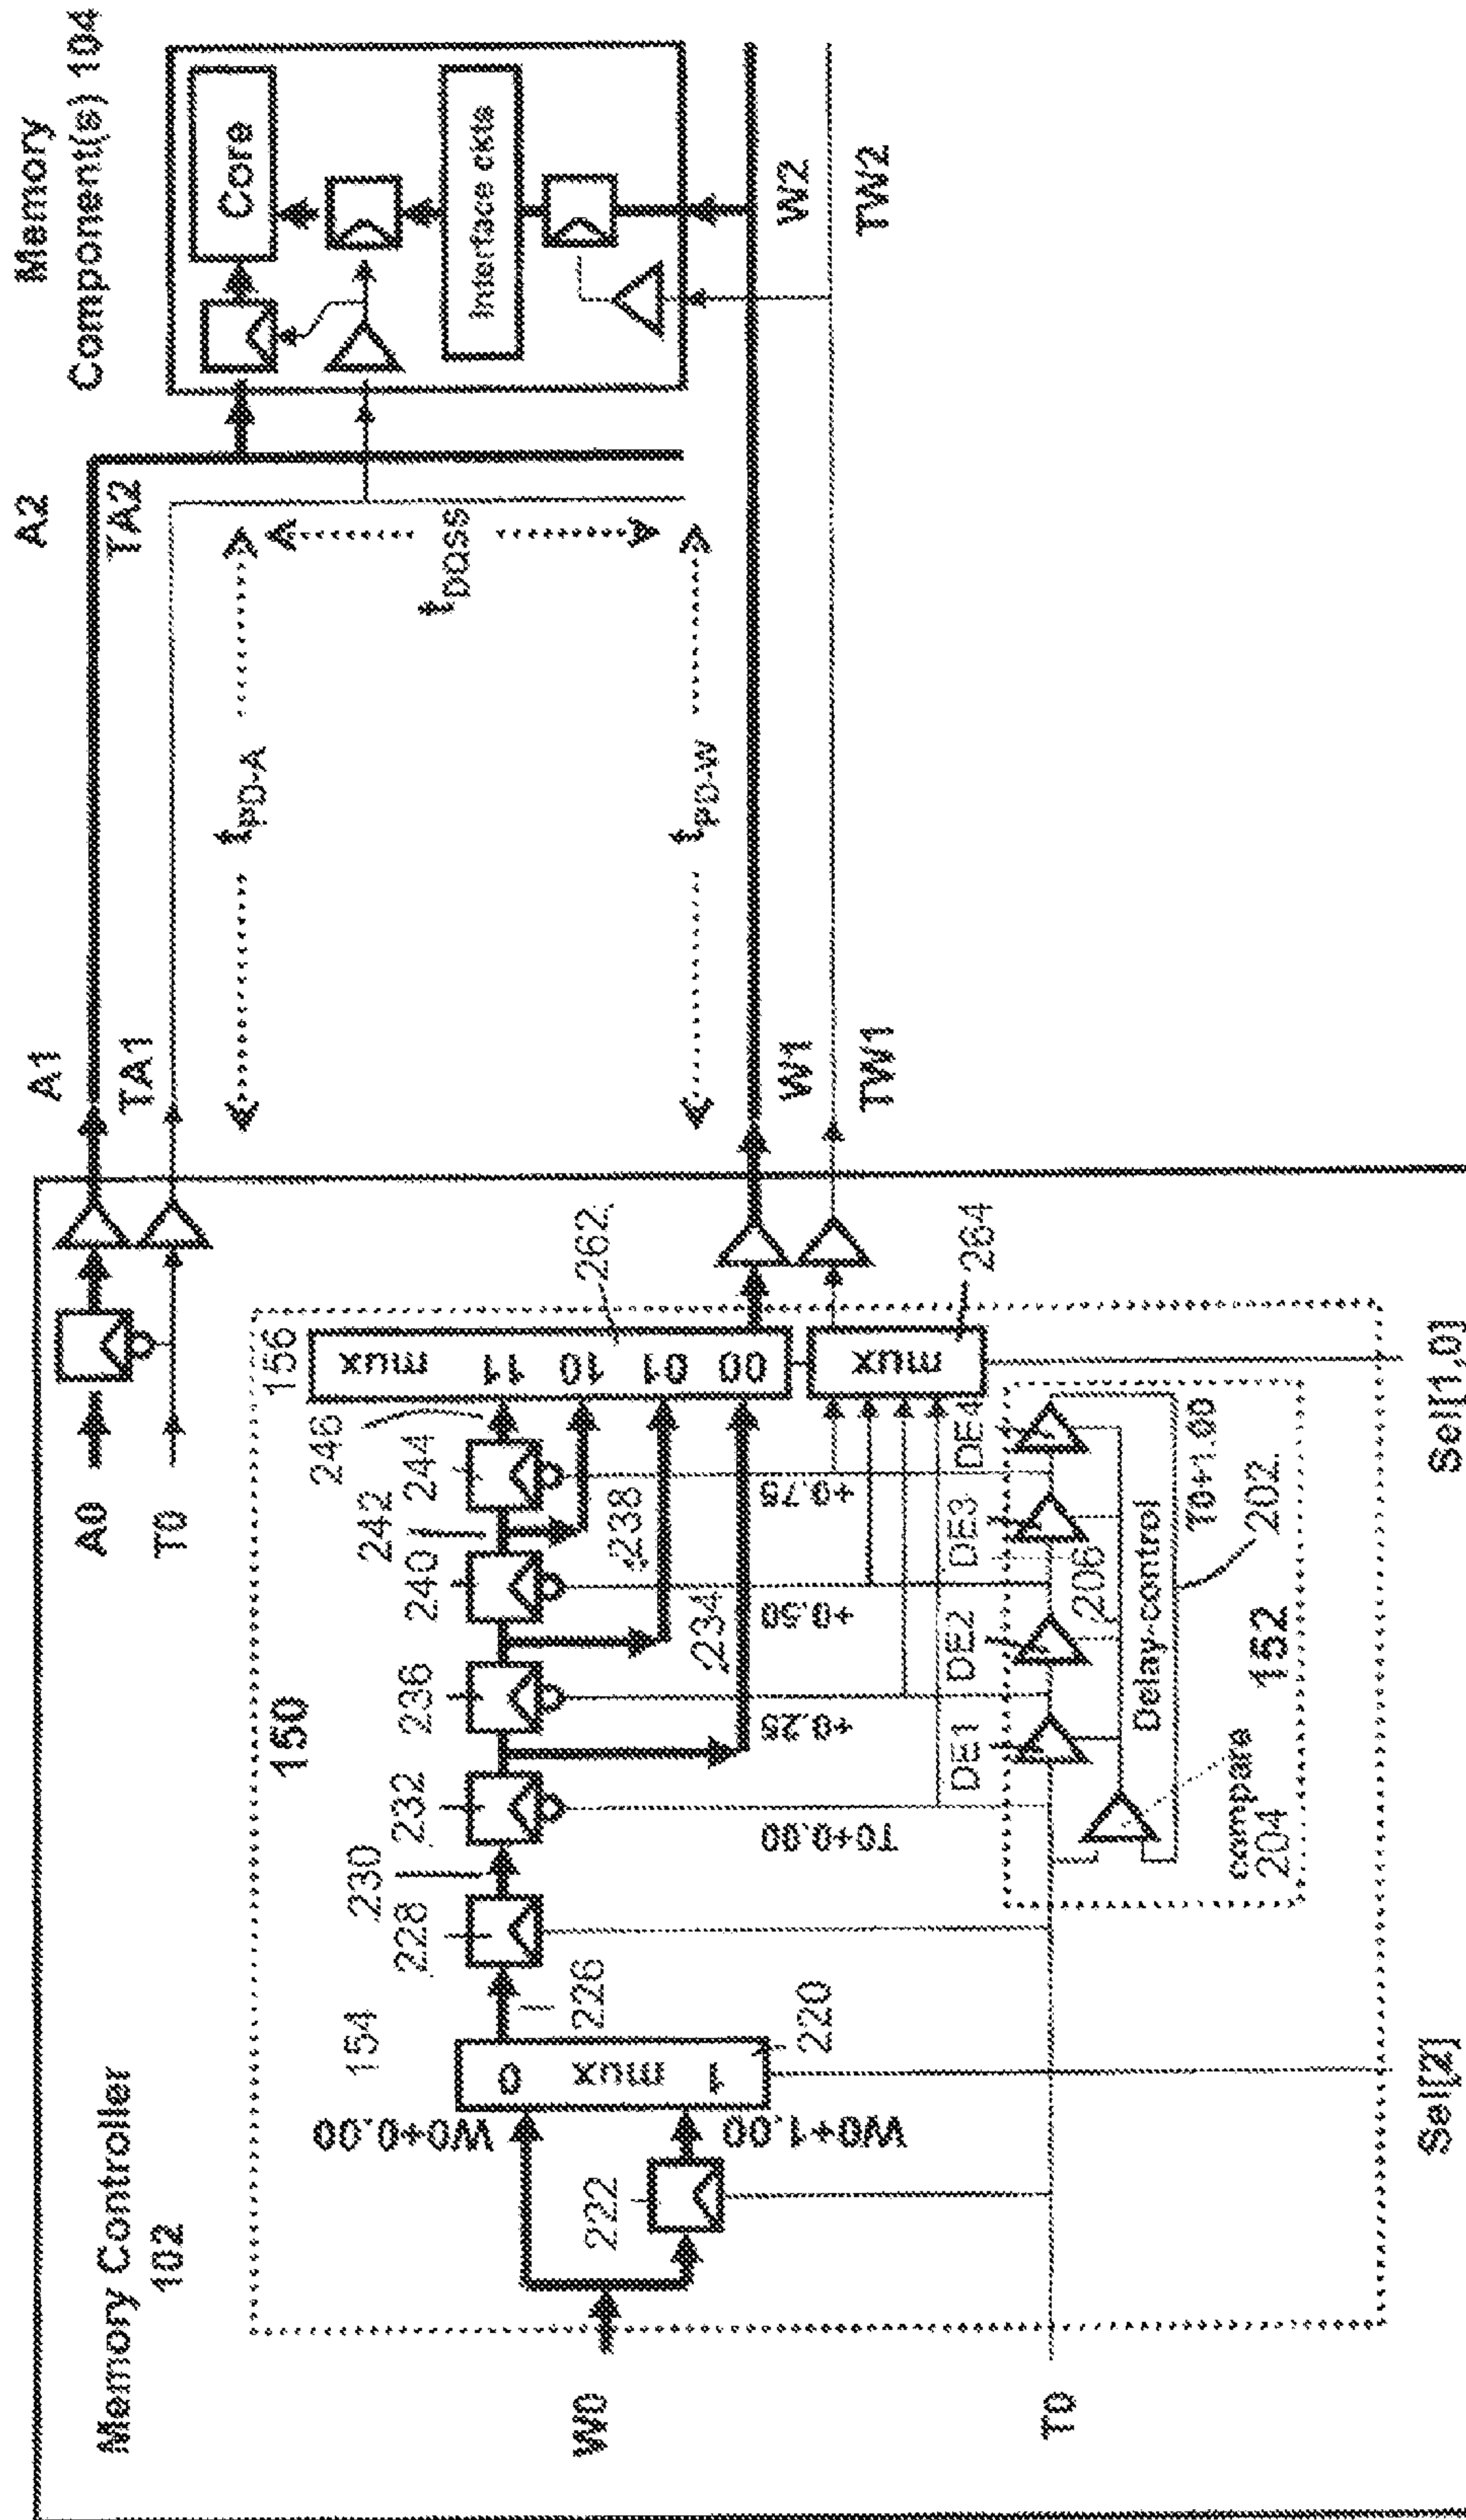 Memory Controller
102
A0
T0
A1
TA1
A2
TA2
Memory
Component(s) 104
Core
Interface ckts
tPD-A
tDQSS
tPD-W
W1
TW1
W2
TW2
150
154
W0
W0+0.00
W0+1.00
222
0
mux
1
220
226
228
230
232
236
240
242
244
246
156
mux
11
10
01
00
262
234
238
mux
264
T0+0.00
+0.25
+0.50
+0.75
DE1
DE2
DE3
DE4
206
Delay-control
T0+1.00
202
152
compare
204
T0
Sel[2]
Sel[1,0]